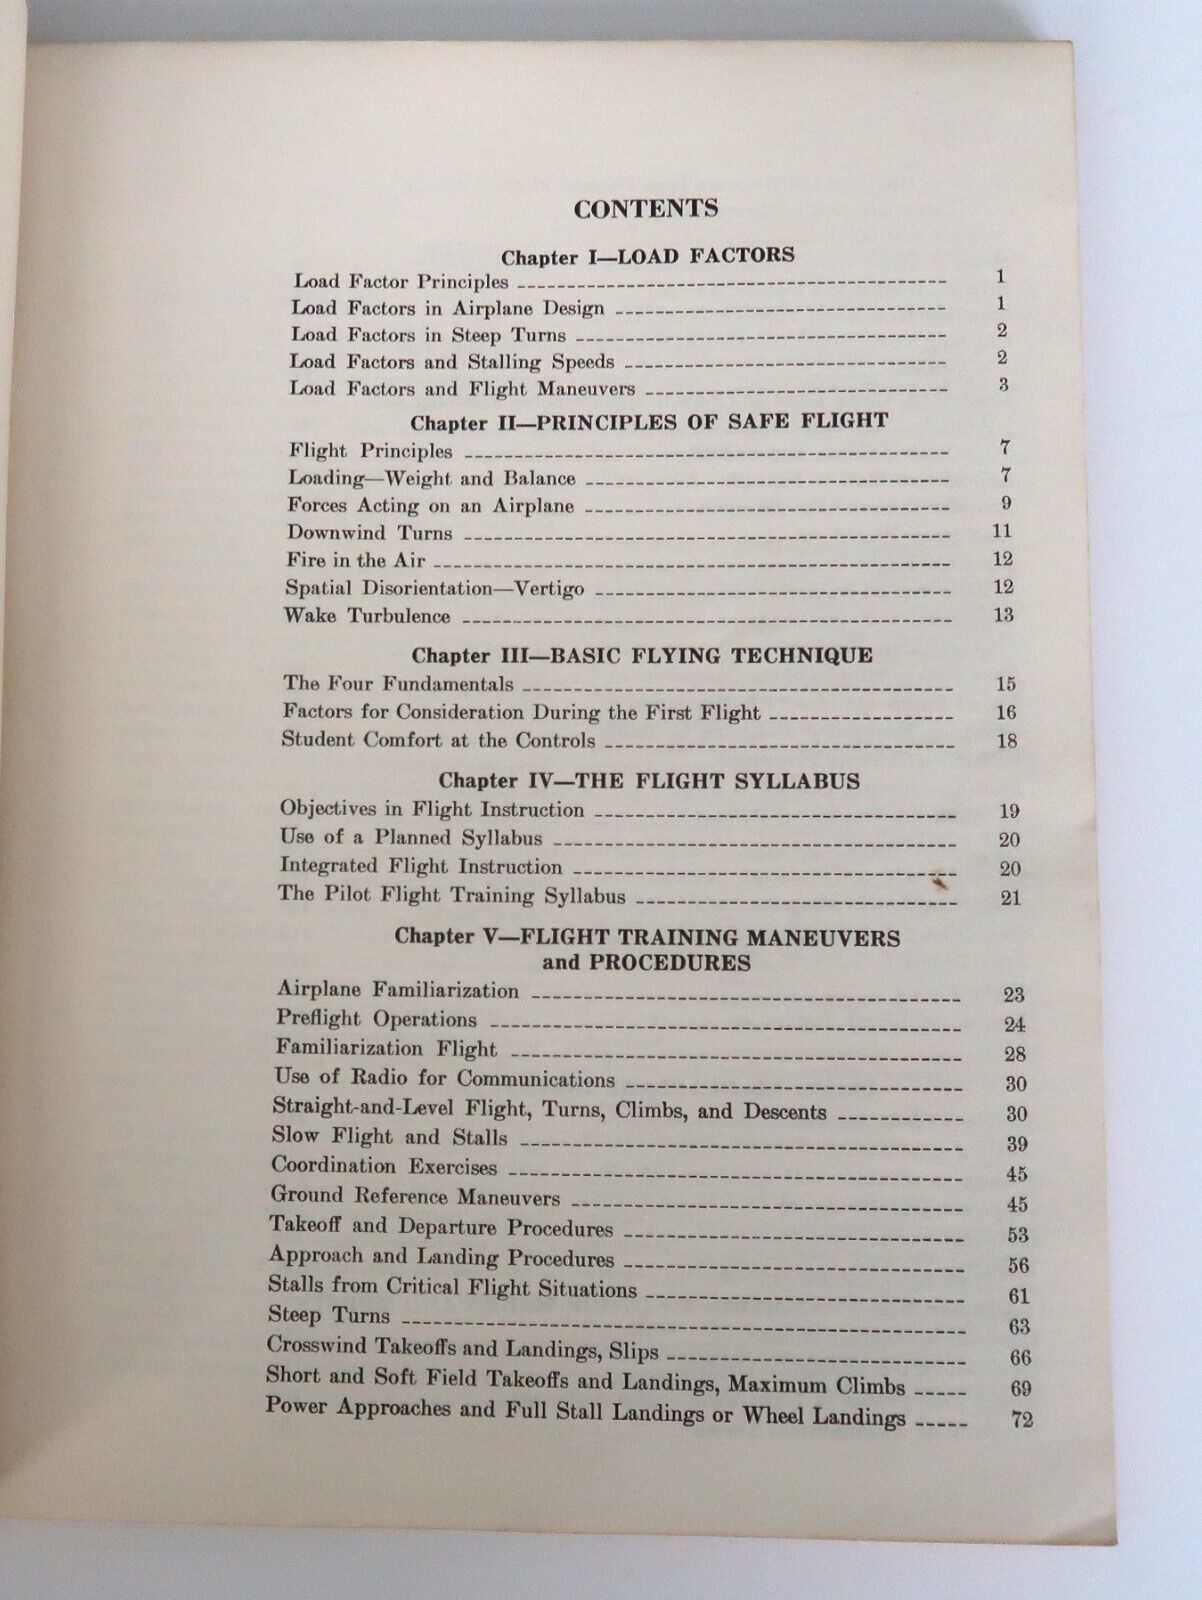 CONTENTS
Chapter I—LOAD FACTORS
Load Factor Principles 1
Load Factors in Airplane Design 1
Load Factors in Steep Turns 2
Load Factors and Stalling Speeds 2
Load Factors and Flight Maneuvers 3
Chapter II—PRINCIPLES OF SAFE FLIGHT
Flight Principles 7
Loading—Weight and Balance 7
Forces Acting on an Airplane 9
Downwind Turns 11
Fire in the Air 12
Spatial Disorientation—Vertigo 12
Wake Turbulence 13
Chapter III—BASIC FLYING TECHNIQUE
The Four Fundamentals 15
Factors for Consideration During the First Flight 16
Student Comfort at the Controls 18
Chapter IV—THE FLIGHT SYLLABUS
Objectives in Flight Instruction 19
Use of a Planned Syllabus 20
Integrated Flight Instruction 20
The Pilot Flight Training Syllabus 21
Chapter V—FLIGHT TRAINING MANEUVERS
and PROCEDURES
Airplane Familiarization 23
Preflight Operations 24
Familiarization Flight 28
Use of Radio for Communications 30
Straight-and-Level Flight, Turns, Climbs, and Descents 30
Slow Flight and Stalls 39
Coordination Exercises 45
Ground Reference Maneuvers 45
Takeoff and Departure Procedures 53
Approach and Landing Procedures 56
Stalls from Critical Flight Situations 61
Steep Turns 63
Crosswind Takeoffs and Landings, Slips 66
Short and Soft Field Takeoffs and Landings, Maximum Climbs 69
Power Approaches and Full Stall Landings or Wheel Landings 72